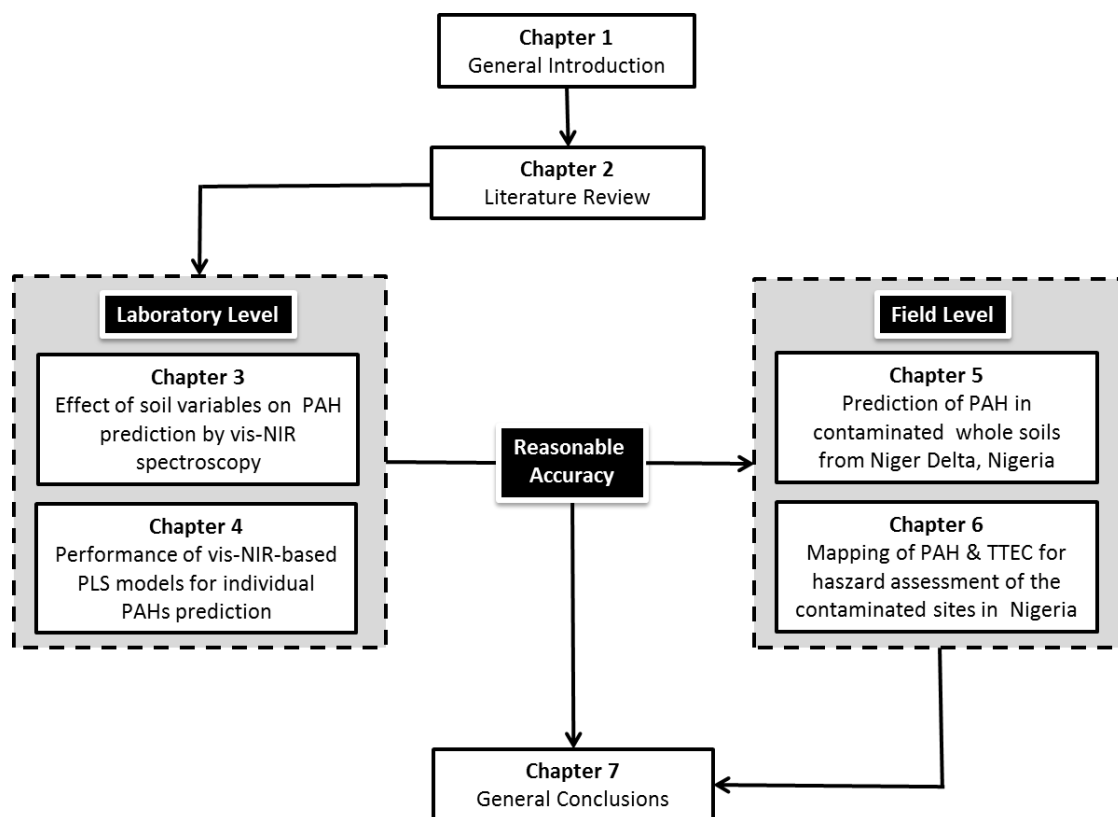 Chapter 1
General Introduction
Chapter 2
Literature Review
Laboratory Level
Chapter 3
Effect of soil variables on PAH
prediction by vis-NIR
spectroscopy
Chapter 4
Performance of vis-NIR-based
PLS models for individual
PAHs prediction
Reasonable
Accuracy
Field Level
Chapter 5
Prediction of PAH in
contaminated whole soils
from Niger Delta, Nigeria
Chapter 6
Mapping of PAH & TTEC for
haszard assessment of the
contaminated sites in Nigeria
Chapter 7
General Conclusions